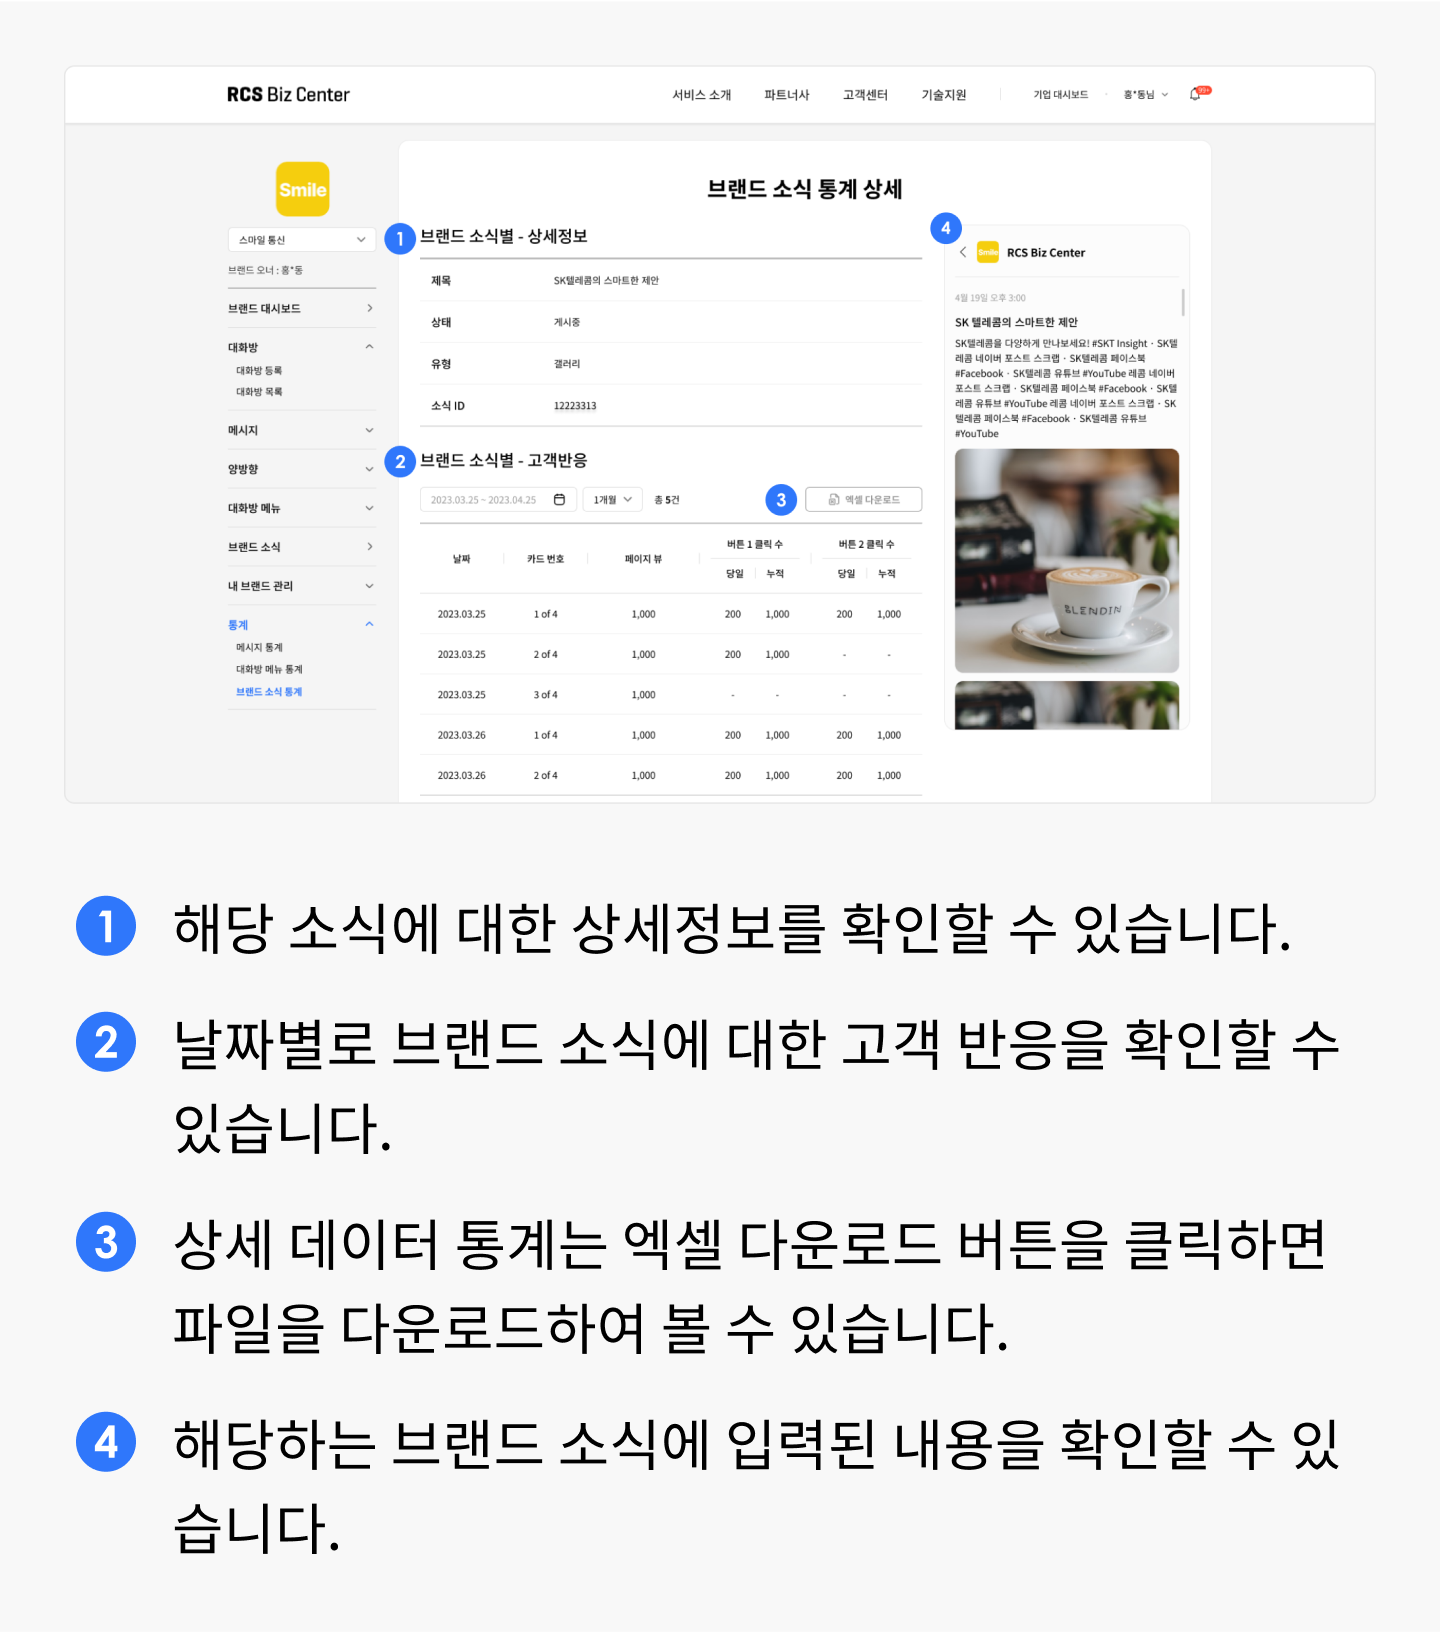 RCS Biz Center
서비스 소개 파트너사 고객센터 기술지원 기업 대시보드 · 홍*동님 99+
Smile
스마일 통신
브랜드 오너 : 홍*동
브랜드 대시보드
대화방
대화방 등록
대화방 목록
메시지
양방향
대화방 메뉴
브랜드 소식
내 브랜드 관리
통계
메시지 통계
대화방 메뉴 통계
브랜드 소식 통계
브랜드 소식 통계 상세
1 브랜드 소식별 - 상세정보
제목 SK텔레콤의 스마트한 제안
상태 게시중
유형 갤러리
소식 ID 12223313
2 브랜드 소식별 - 고객반응
2023.03.25 ~ 2023.04.25 1개월 총 5건 3 엑셀 다운로드
날짜 카드 번호 페이지 뷰 버튼 1 클릭 수 버튼 2 클릭 수
당일 누적 당일 누적
2023.03.25 1 of 4 1,000 200 1,000 200 1,000
2023.03.25 2 of 4 1,000 200 1,000 - -
2023.03.25 3 of 4 1,000 - - - -
2023.03.26 1 of 4 1,000 200 1,000 200 1,000
2023.03.26 2 of 4 1,000 200 1,000 200 1,000
4
Smile RCS Biz Center
4월 19일 오후 3:00
SK 텔레콤의 스마트한 제안
SK텔레콤을 다양하게 만나보세요! #SKT Insight · SK텔
레콤 네이버 포스트 스크랩 · SK텔레콤 페이스북
#Facebook · SK텔레콤 유튜브 #YouTube 레콤 네이버
포스트 스크랩 · SK텔레콤 페이스북 #Facebook · SK텔
레콤 유튜브 #YouTube 레콤 네이버 포스트 스크랩 · SK
텔레콤 페이스북 #Facebook · SK텔레콤 유튜브
#YouTube
BLENDIN
1 해당 소식에 대한 상세정보를 확인할 수 있습니다.
2 날짜별로 브랜드 소식에 대한 고객 반응을 확인할 수
있습니다.
3 상세 데이터 통계는 엑셀 다운로드 버튼을 클릭하면
파일을 다운로드하여 볼 수 있습니다.
4 해당하는 브랜드 소식에 입력된 내용을 확인할 수 있
습니다.